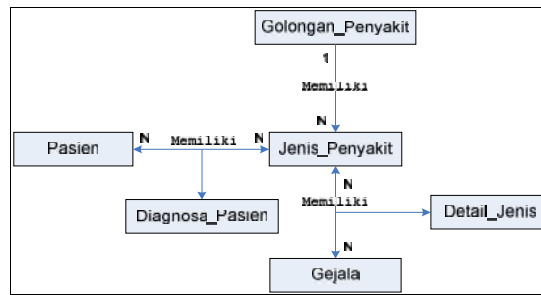 Golongan_Penyakit
1
Memiliki
N
Pasien
N
Memiliki
N
Jenis_Penyakit
Diagnosa_Pasien
N
Memiliki
Detail_Jenis
N
Gejala